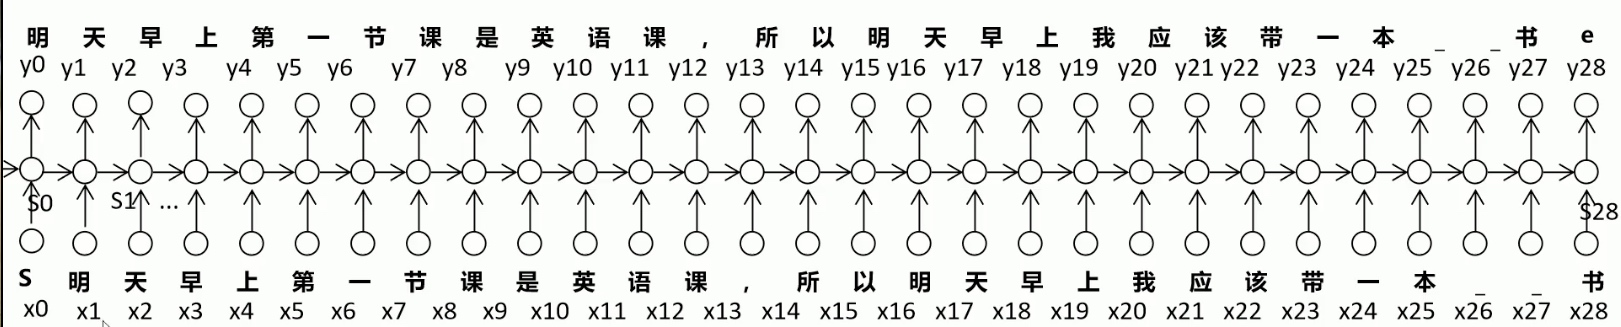 明 天 早 上 第 一 节 课 是 英 语 课 , 所 以 明 天 早 上 我 应 该 带 一 本 _ _ 书 e
y0 y1 y2 y3 y4 y5 y6 y7 y8 y9 y10 y11 y12 y13 y14 y15 y16 y17 y18 y19 y20 y21 y22 y23 y24 y25 y26 y27 y28
S0 S1 ... S28
S 明 天 早 上 第 一 节 课 是 英 语 课 , 所 以 明 天 早 上 我 应 该 带 一 本 _ _ 书
x0 x1 x2 x3 x4 x5 x6 x7 x8 x9 x10 x11 x12 x13 x14 x15 x16 x17 x18 x19 x20 x21 x22 x23 x24 x25 x26 x27 x28